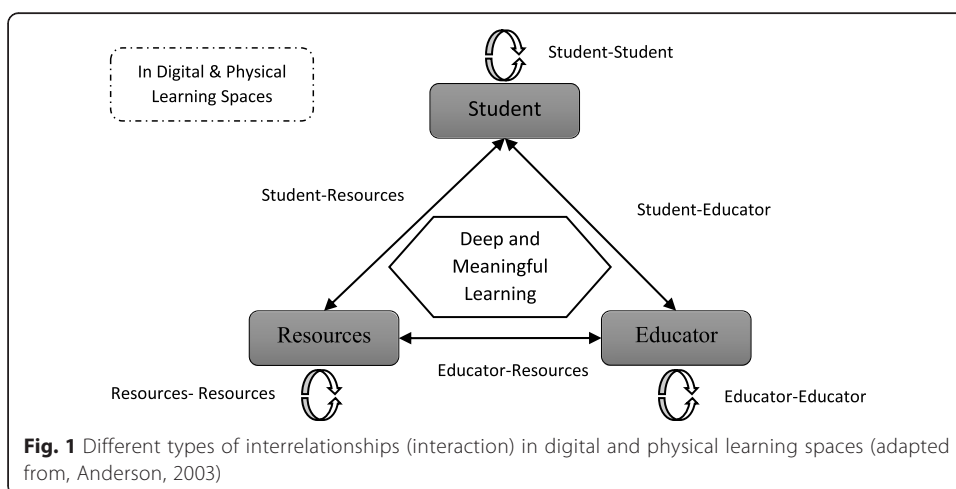 Student-Student
In Digital & Physical
Learning Spaces
Student
Student-Resources
Student-Educator
Deep and
Meaningful
Learning
Resources
Educator
Educator-Resources
Resources- Resources
Educator-Educator
Fig. 1 Different types of interrelationships (interaction) in digital and physical learning spaces (adapted
from, Anderson, 2003)